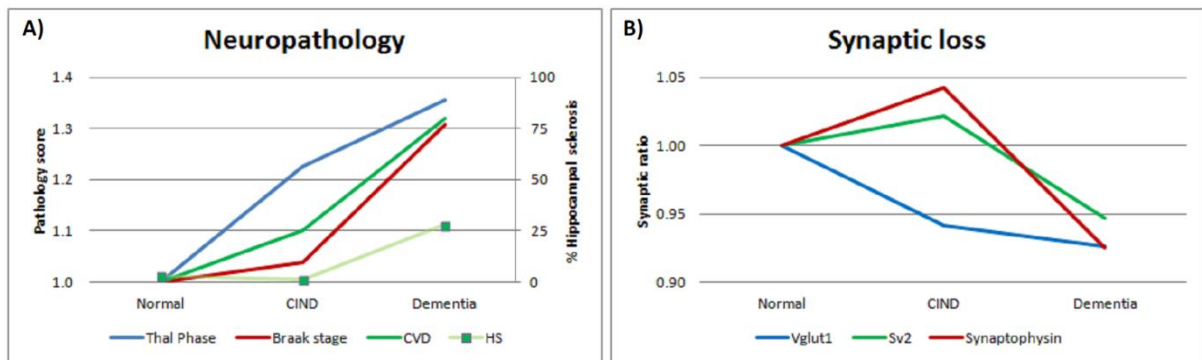 A)
Neuropathology
1.4
1.3
1.2
1.1
1.0
Pathology score
100
75
50
25
0
% Hippocampal sclerosis
Normal CIND Dementia
Thal Phase Braak stage CVD HS
B)
Synaptic loss
1.05
1.00
0.95
0.90
Synaptic ratio
Normal CIND Dementia
Vglut1 Sv2 Synaptophysin